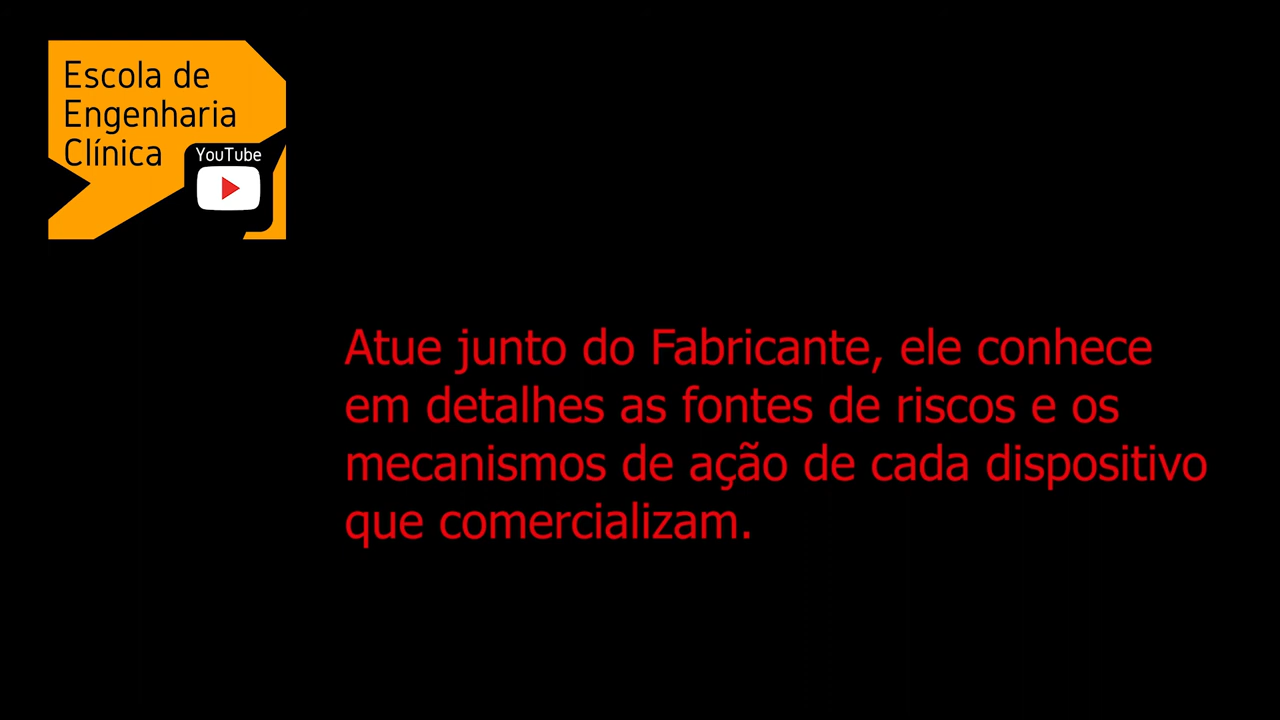 Escola de
Engenharia
Clínica
YouTube
Atue junto do Fabricante, ele conhece
em detalhes as fontes de riscos e os
mecanismos de ação de cada dispositivo
que comercializam.